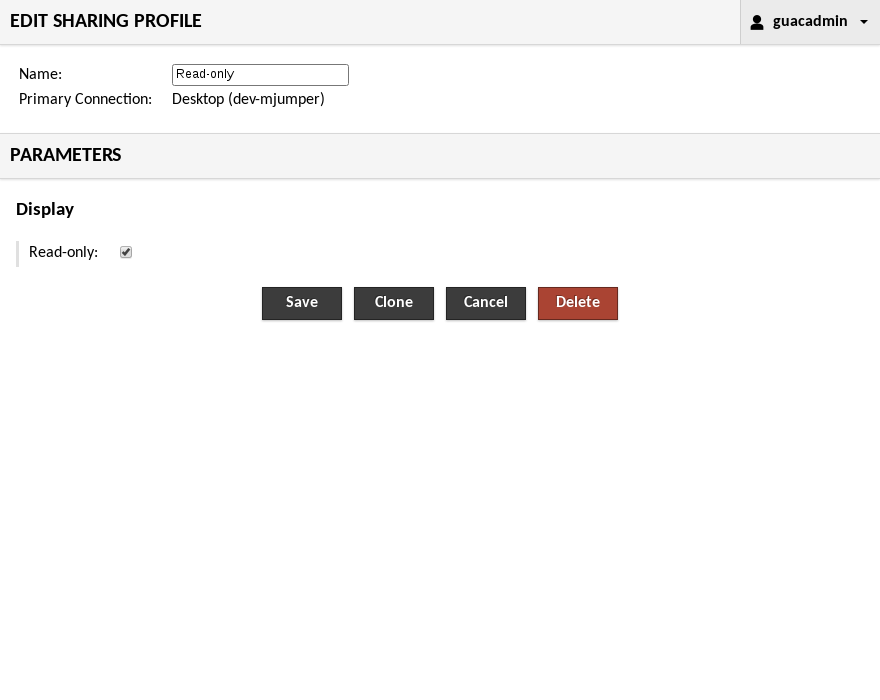 EDIT SHARING PROFILE guacadmin
Name: Read-only
Primary Connection: Desktop (dev-mjumper)
PARAMETERS
Display
Read-only:
Save Clone Cancel Delete